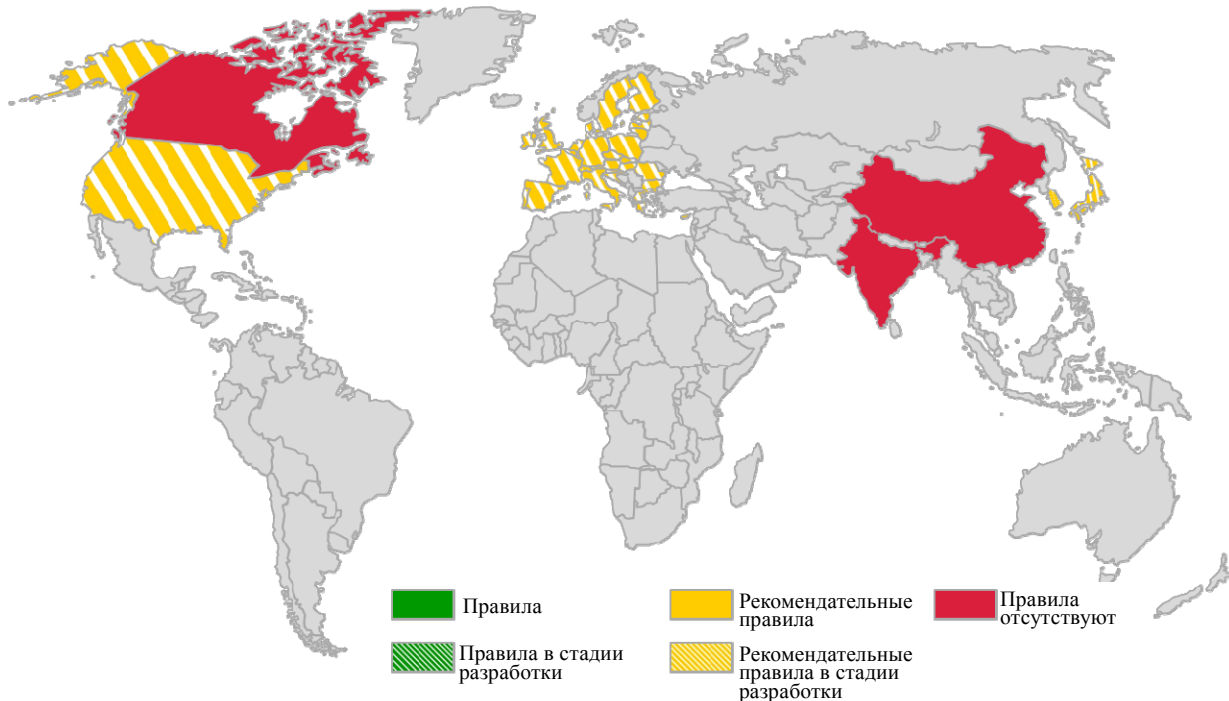 Правила
Рекомендательные
правила
Правила
отсутствуют
Правила в стадии
разработки
Рекомендательные
правила в стадии
разработки